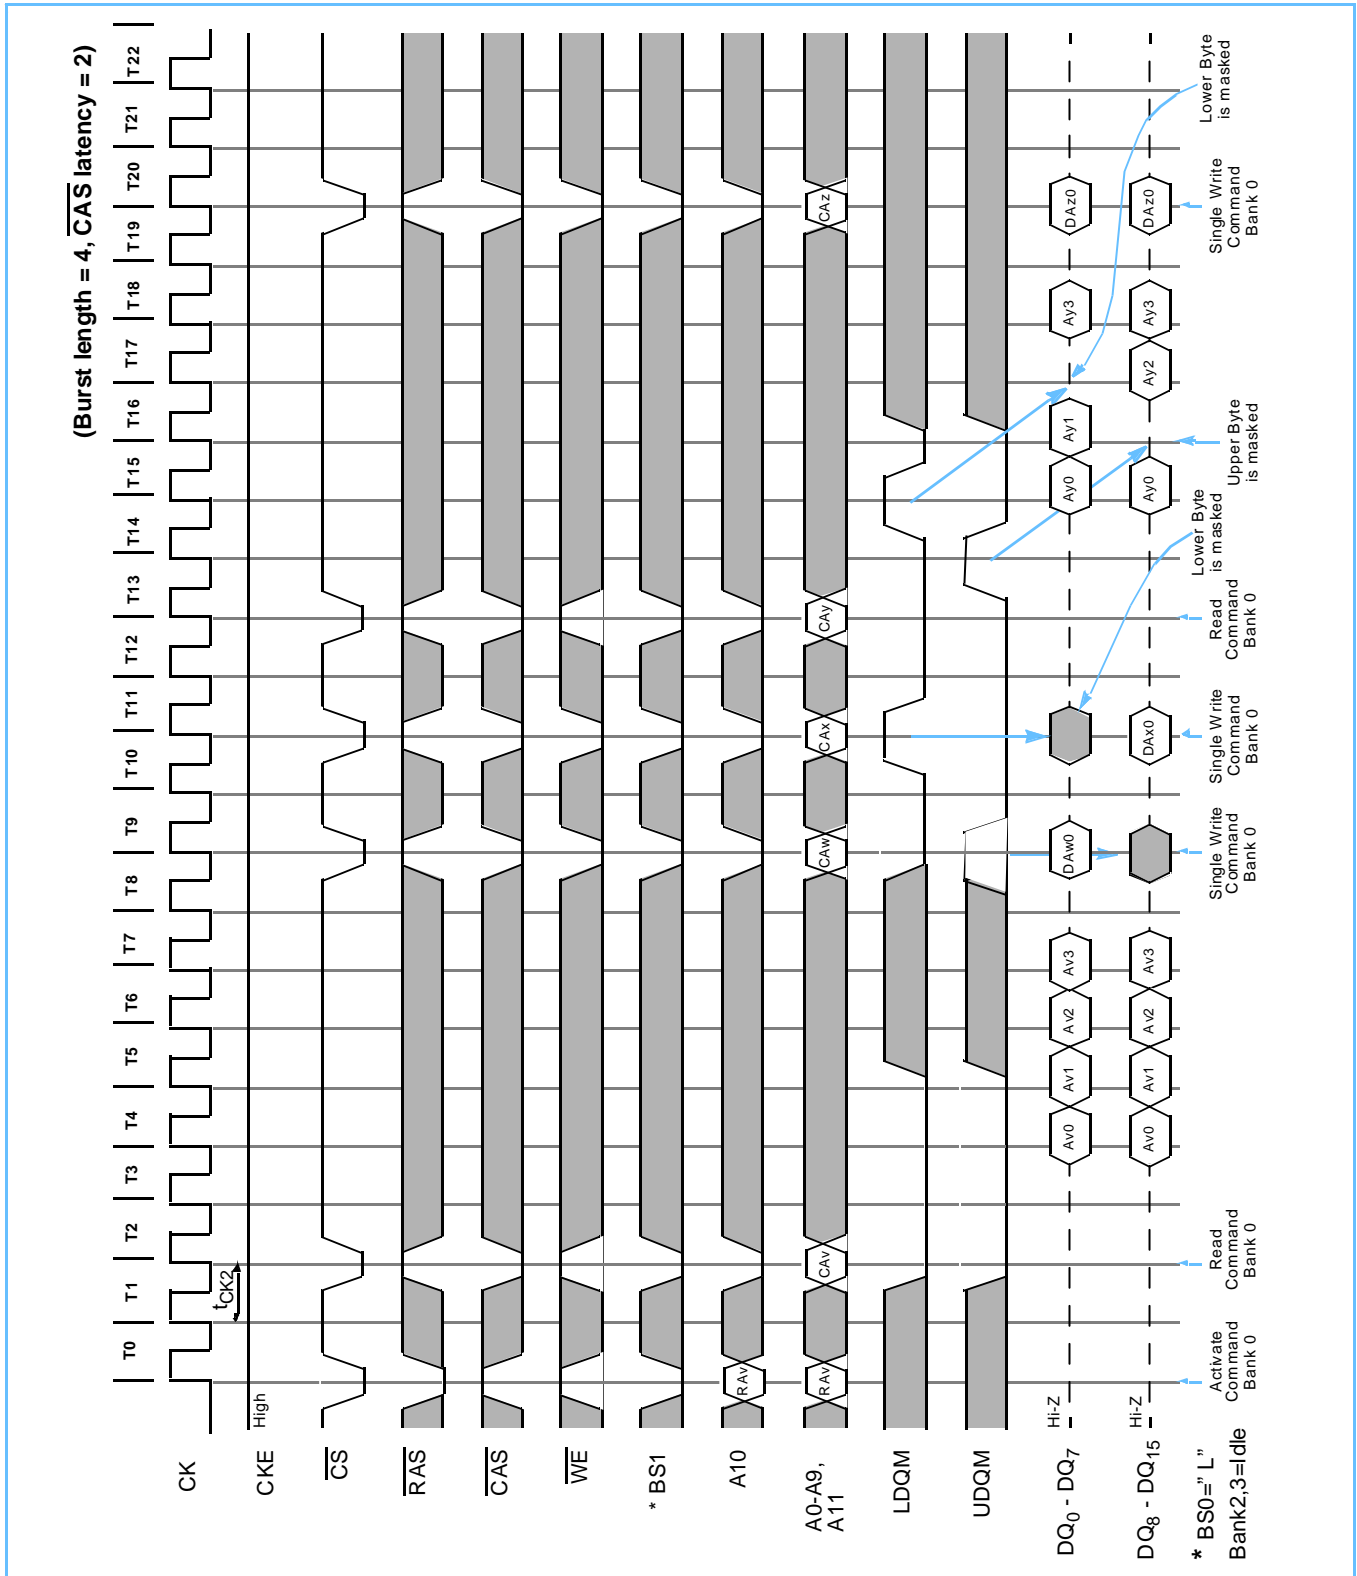 (Burst length = 4, CAS latency = 2)
T0 T1 T2 T3 T4 T5 T6 T7 T8 T9 T10 T11 T12 T13 T14 T15 T16 T17 T18 T19 T20 T21 T22
CK
tCK2
CKE
High
CS
RAS
CAS
WE
* BS1
A10
RAv
A0-A9,
A11
RAv CAv CAw CAx CAy CAz
LDQM
UDQM
DQ0 - DQ7
Hi-Z
Av0 Av1 Av2 Av3 DAw0 Ay0 Ay1 Ay3 DAz0
DQ8 - DQ15
Hi-Z
Av0 Av1 Av2 Av3 DAx0 Ay0 Ay2 Ay3 DAz0
* BS0=" L"
Bank2,3=Idle
Activate
Command
Bank 0
Read
Command
Bank 0
Single Write
Command
Bank 0
Single Write
Command
Bank 0
Read
Command
Bank 0
Lower Byte
is masked
Upper Byte
is masked
Single Write
Command
Bank 0
Lower Byte
is masked